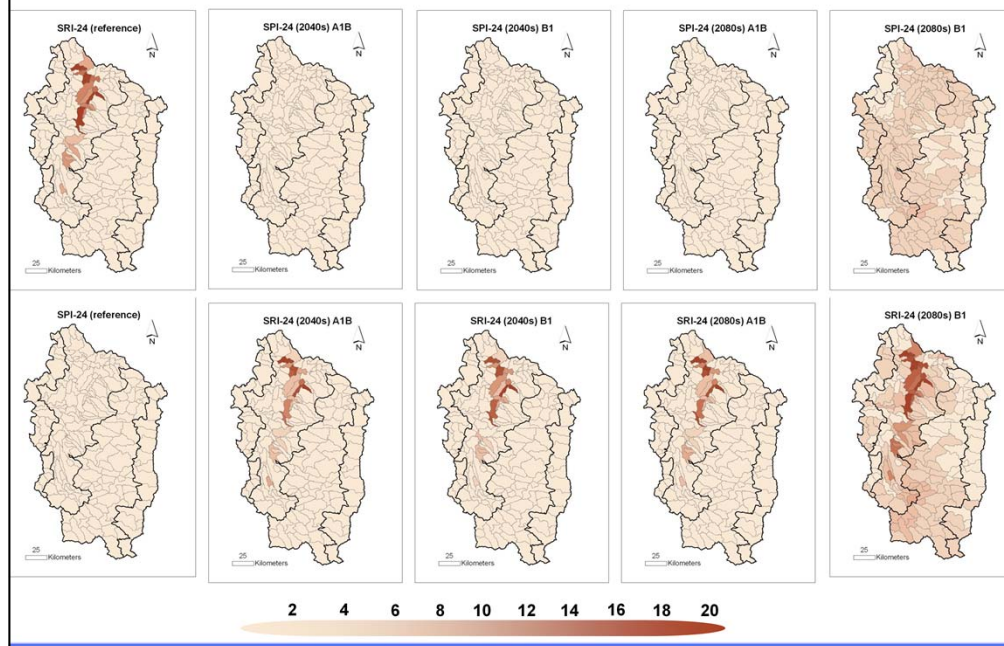 SRI-24 (reference)
N
25
Kilometers
SPI-24 (2040s) A1B
N
25
Kilometers
SPI-24 (2040s) B1
N
25
Kilometers
SPI-24 (2080s) A1B
N
25
Kilometers
SPI-24 (2080s) B1
N
25
Kilometers
SPI-24 (reference)
N
25
Kilometers
SRI-24 (2040s) A1B
N
25
Kilometers
SRI-24 (2040s) B1
N
25
Kilometers
SRI-24 (2080s) A1B
N
25
Kilometers
SRI-24 (2080s) B1
N
25
Kilometers
2 4 6 8 10 12 14 16 18 20